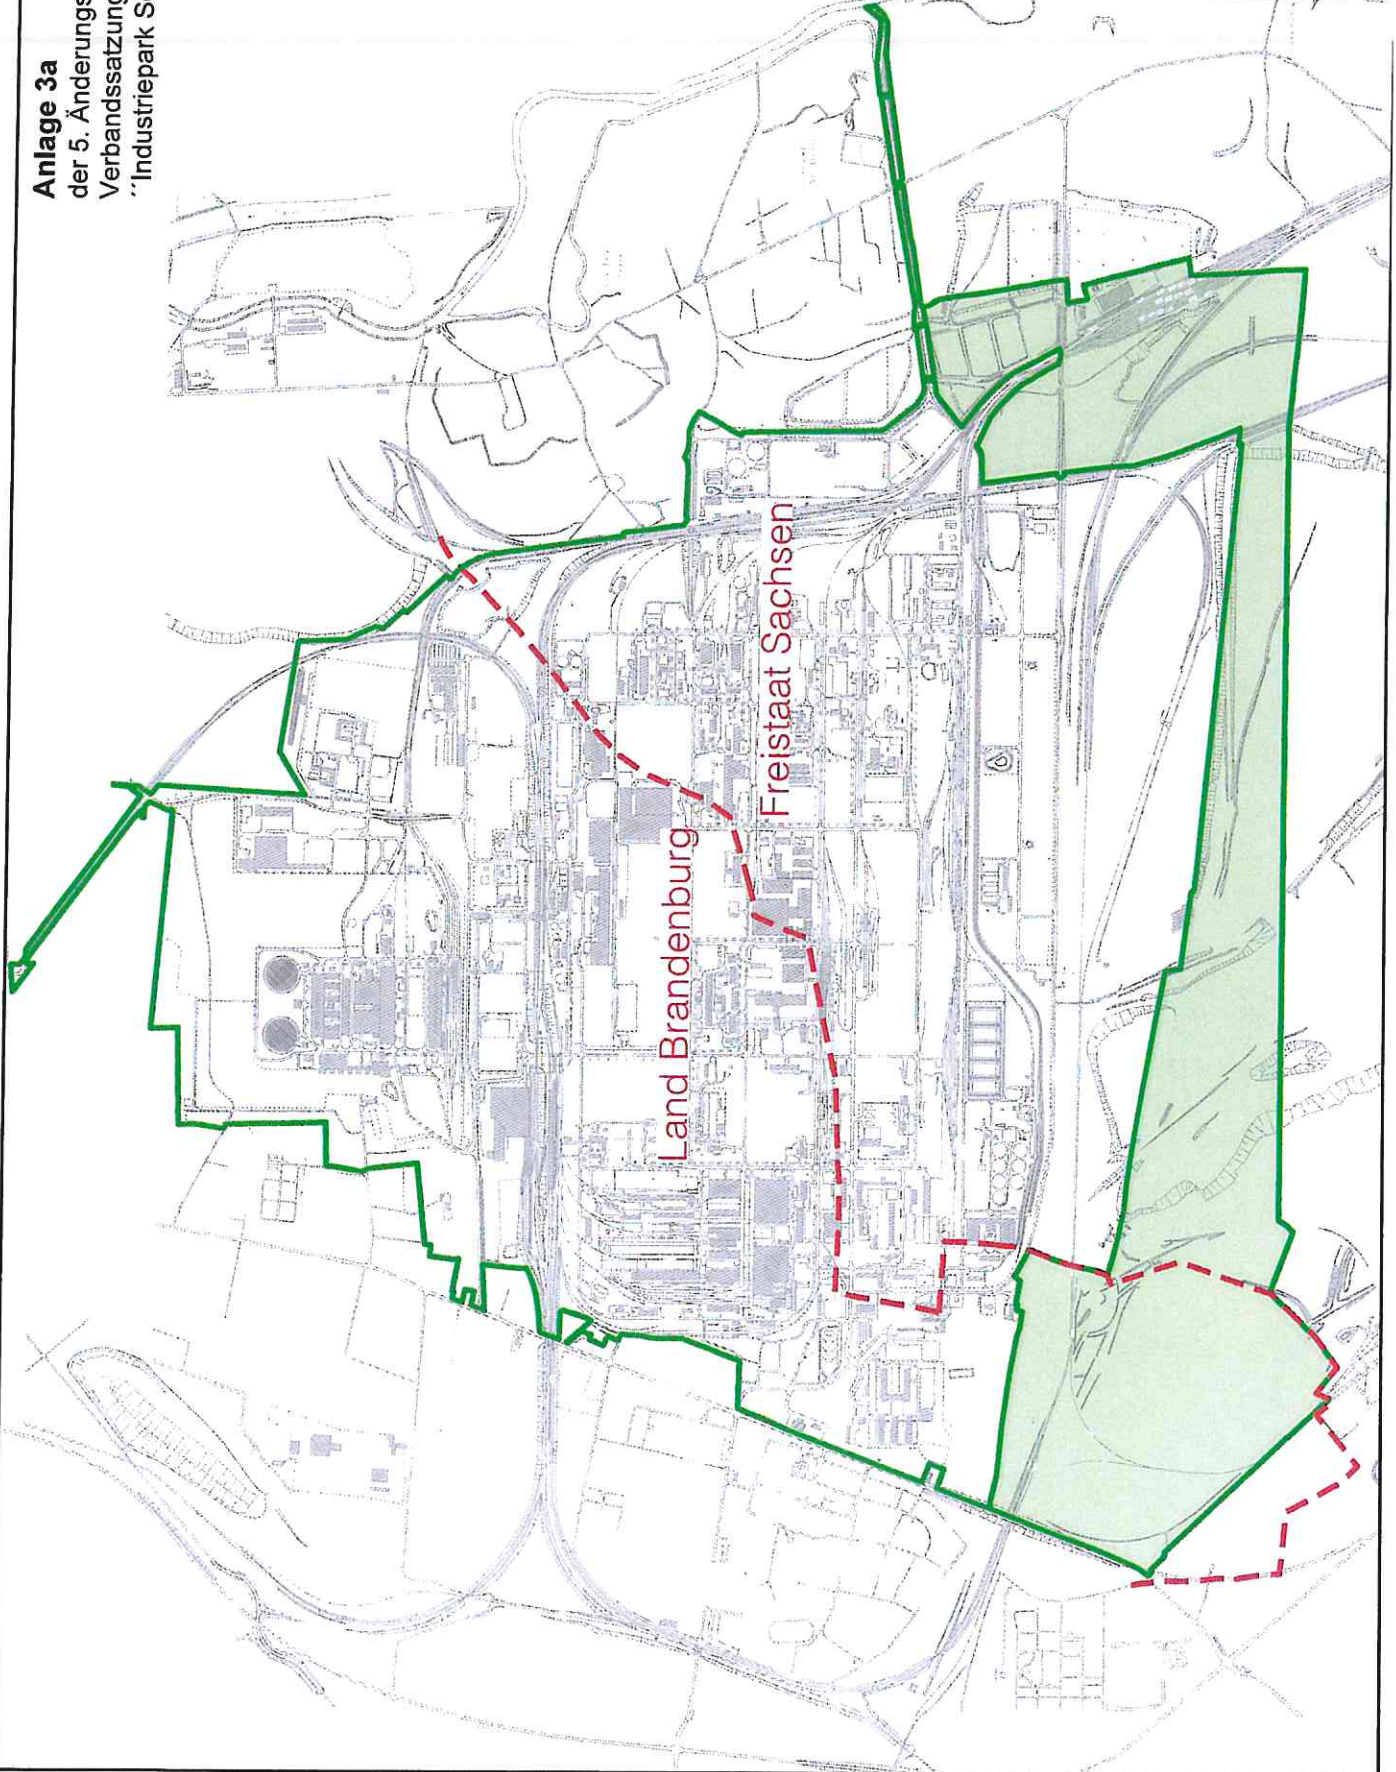 Anlage 3a
der 5. Änderungs
Verbandssatzung
´´Industriepark S
Land Brandenburg
Freistaat Sachsen